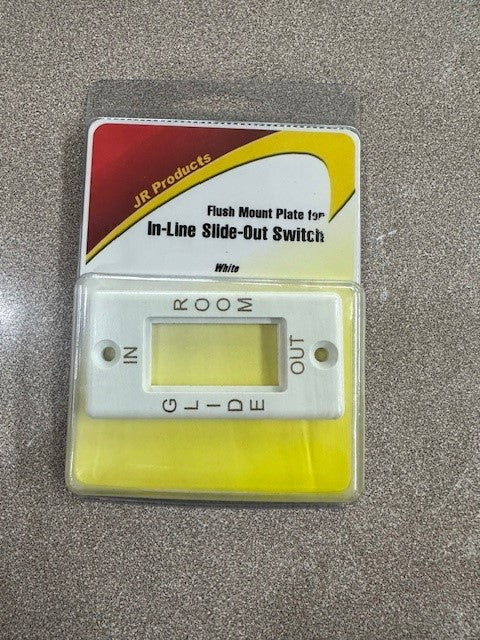 JR Products
Flush Mount Plate for
In-Line Slide-Out Switch
White
ROOM
IN
OUT
GLIDE